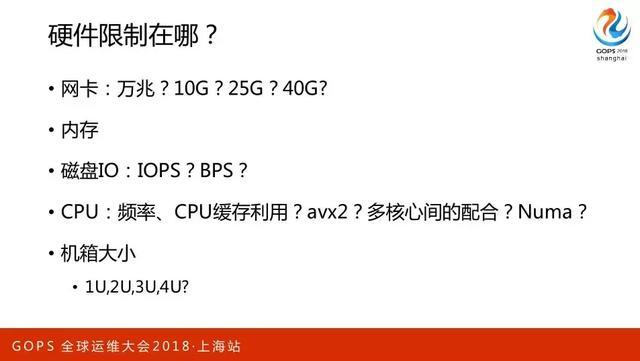 硬件限制在哪？
GOPS 2018
shanghai
• 网卡：万兆？10G？25G？40G?
• 内存
• 磁盘IO：IOPS？BPS？
• CPU：频率、CPU缓存利用？avx2？多核心间的配合？Numa？
• 机箱大小
• 1U,2U,3U,4U?
GOPS 全球运维大会2018·上海站